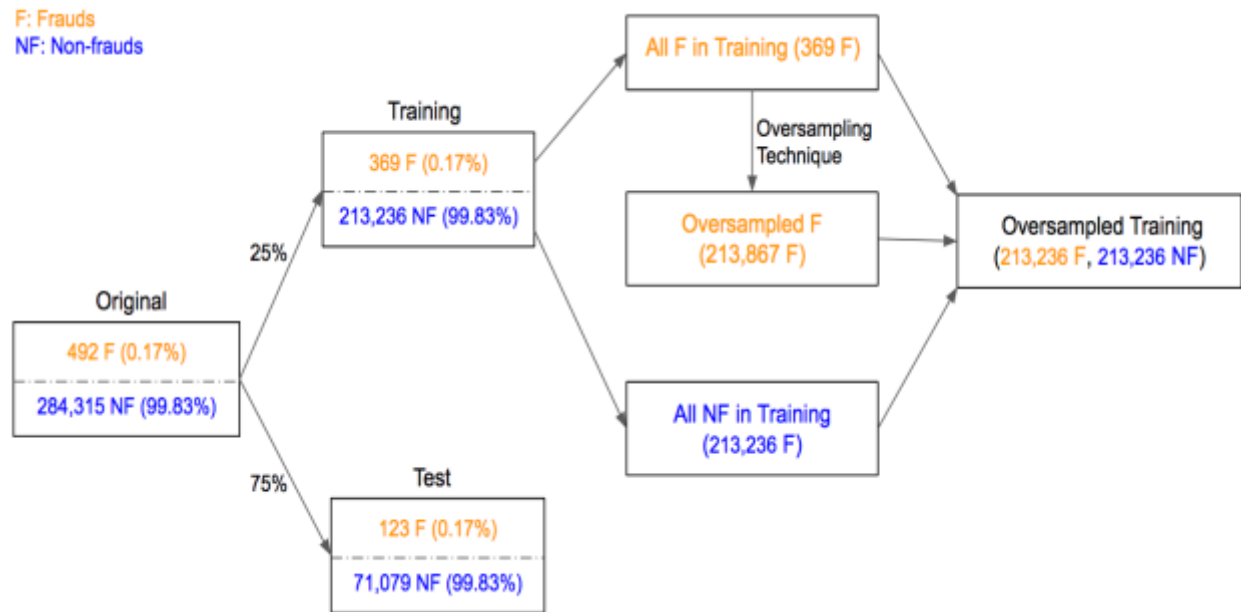 F: Frauds
NF: Non-frauds
All F in Training (369 F)
Training
Oversampling
Technique
369 F (0.17%)
213,236 NF (99.83%)
Oversampled F
(213,867 F)
Oversampled Training
(213,236 F, 213,236 NF)
25%
Original
492 F (0.17%)
284,315 NF (99.83%)
All NF in Training
(213,236 F)
75%
Test
123 F (0.17%)
71,079 NF (99.83%)